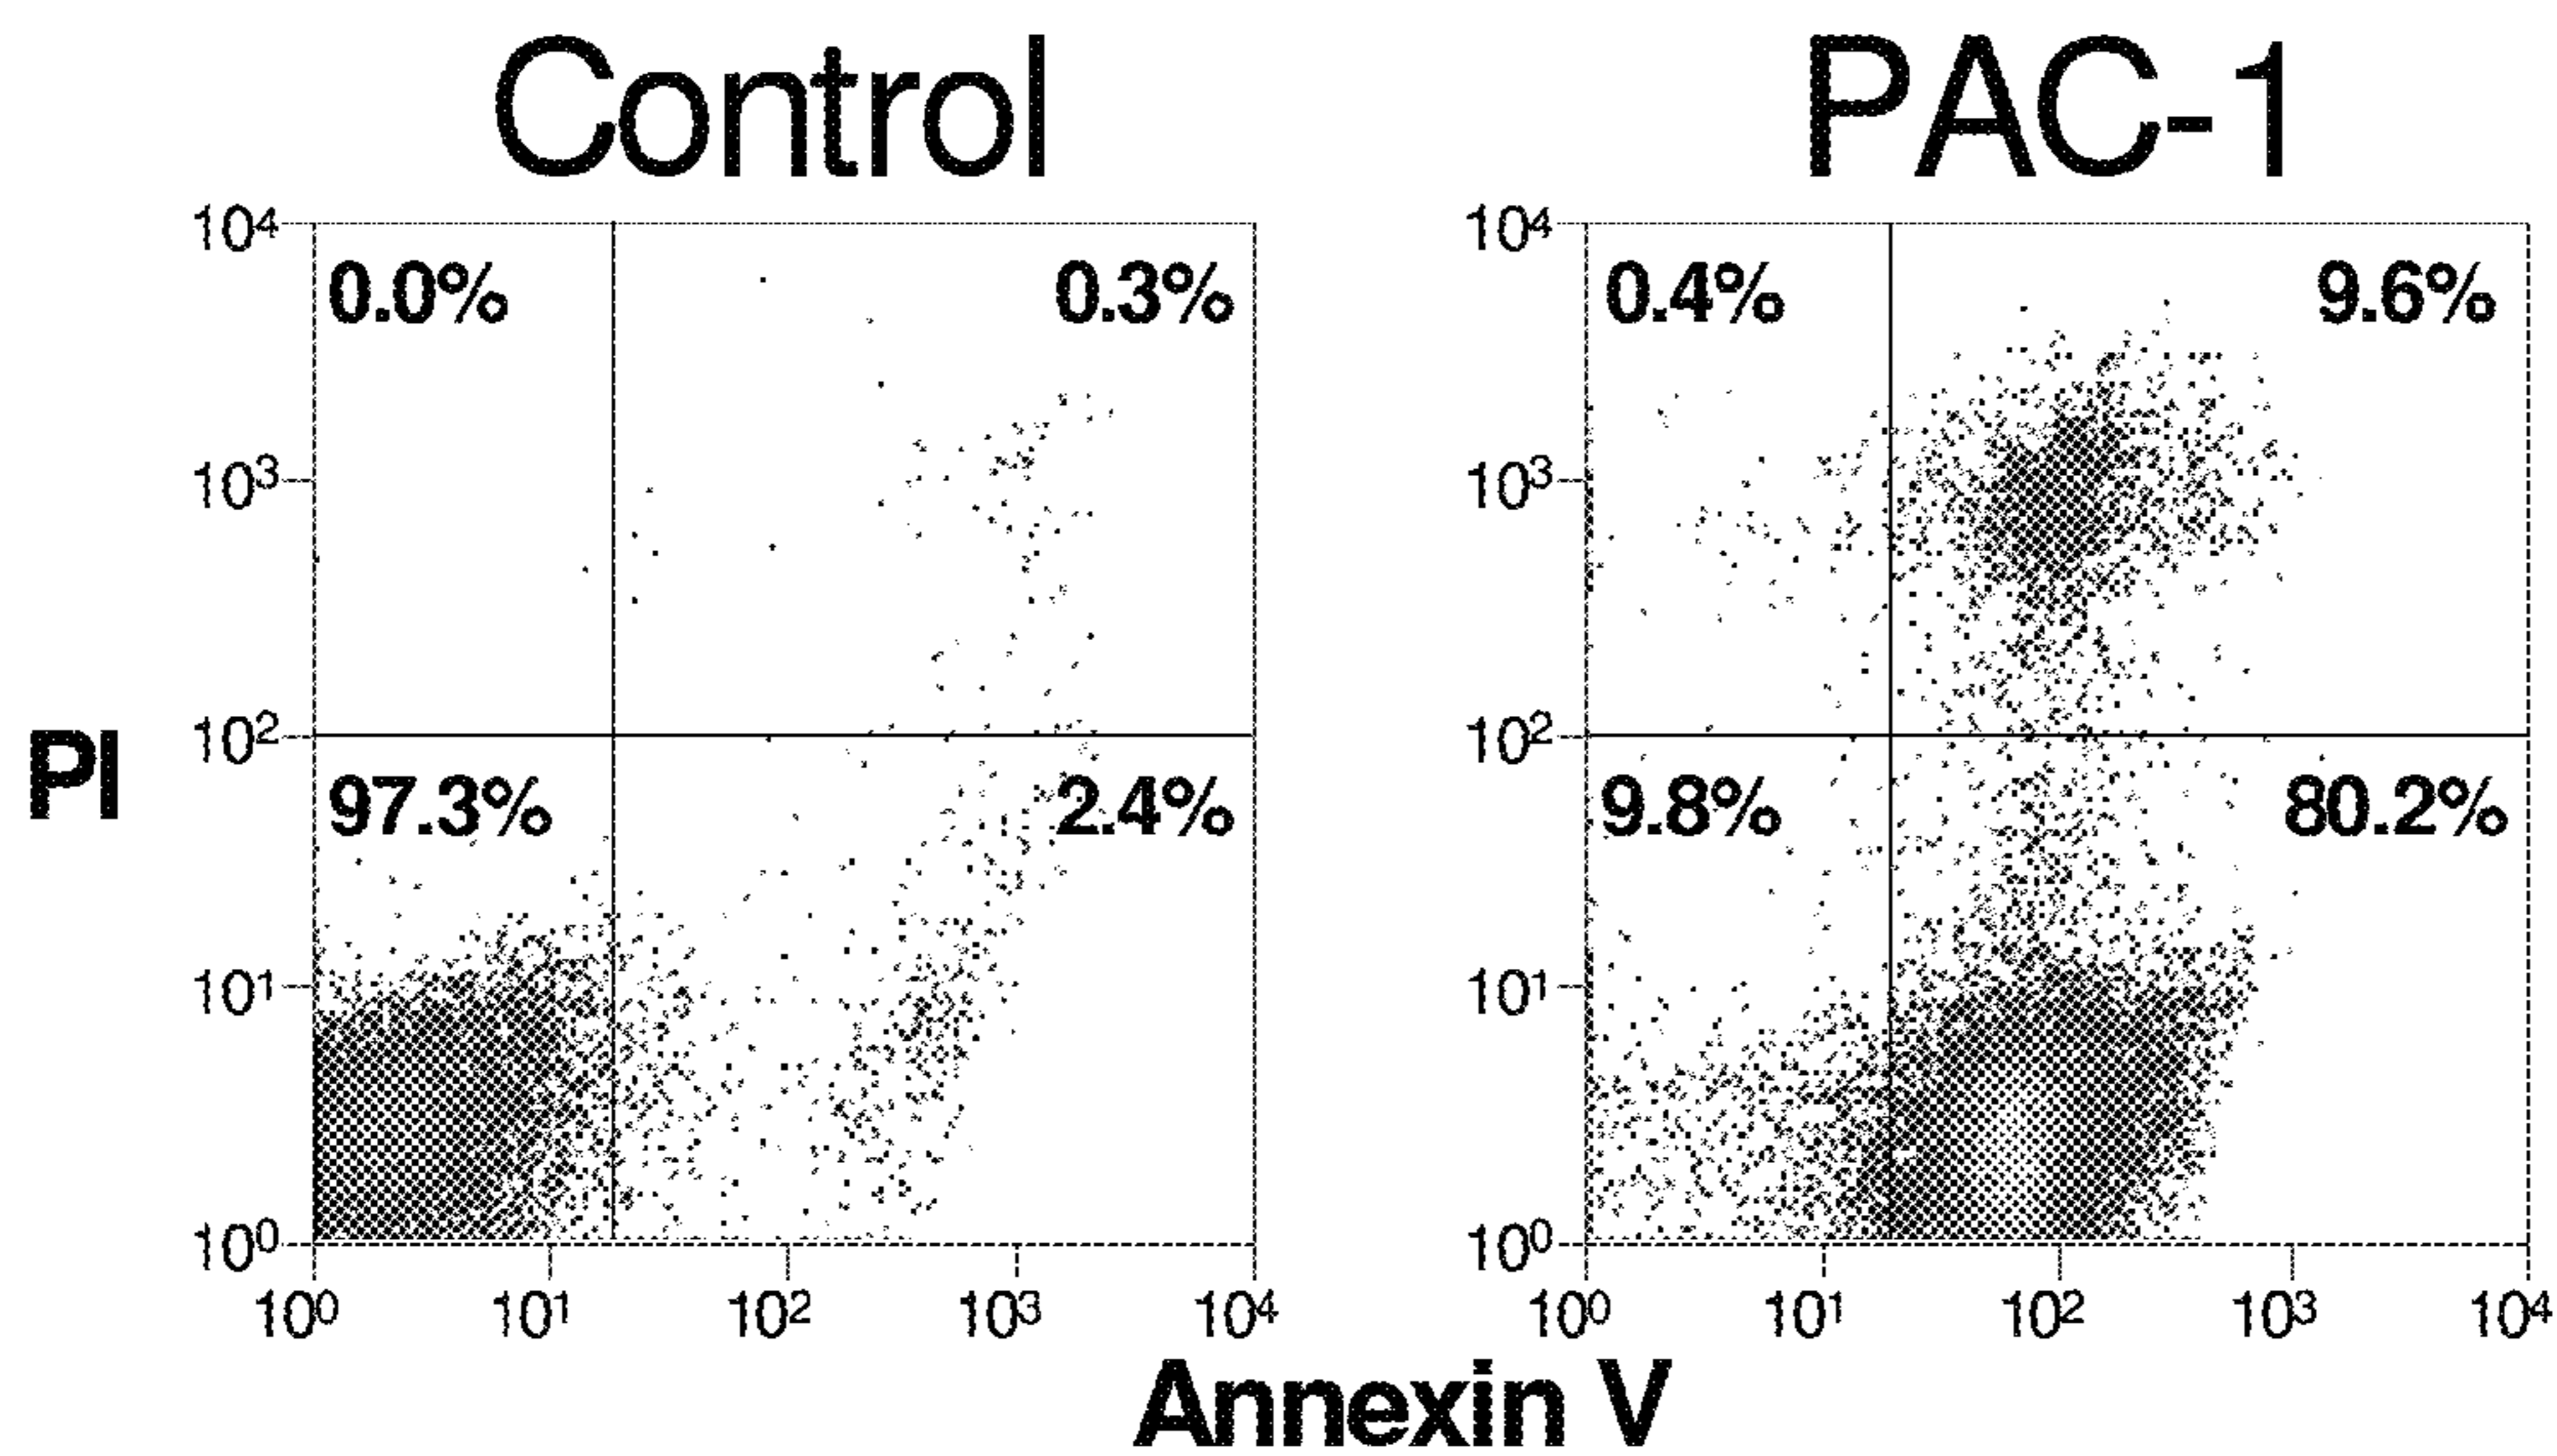 Control PAC-1
10⁴ 10⁴
0.0% 0.3% 0.4% 9.6%
10³ 10³
PI 10² 10²
97.3% 2.4% 9.8% 80.2%
10¹ 10¹
10⁰ 10⁰
10⁰ 10¹ 10² 10³ 10⁴ 10⁰ 10¹ 10² 10³ 10⁴
Annexin V